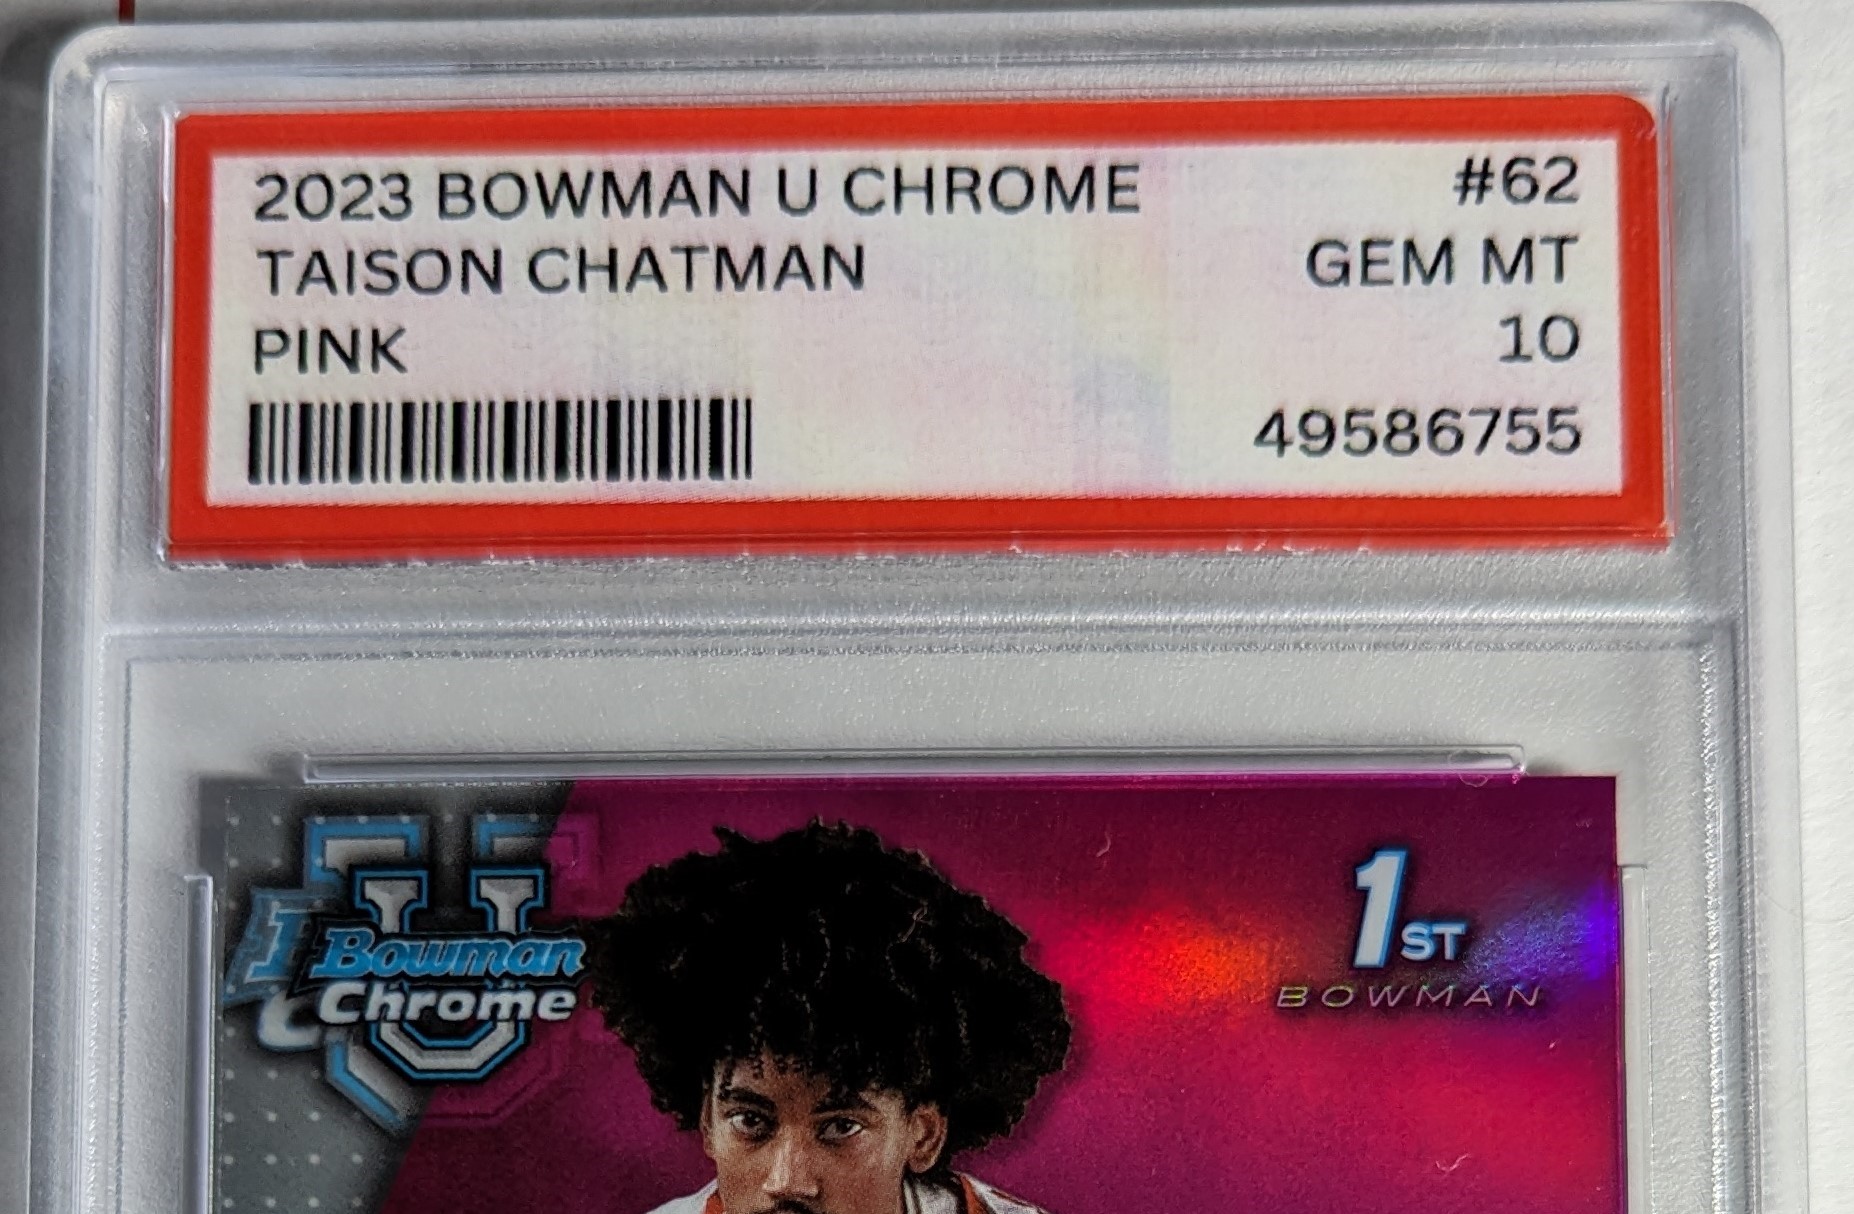 2023 BOWMAN U CHROME #62
TAISON CHATMAN GEM MT
PINK 10
49586755
Bowman
Chrome
U
1ST
BOWMAN